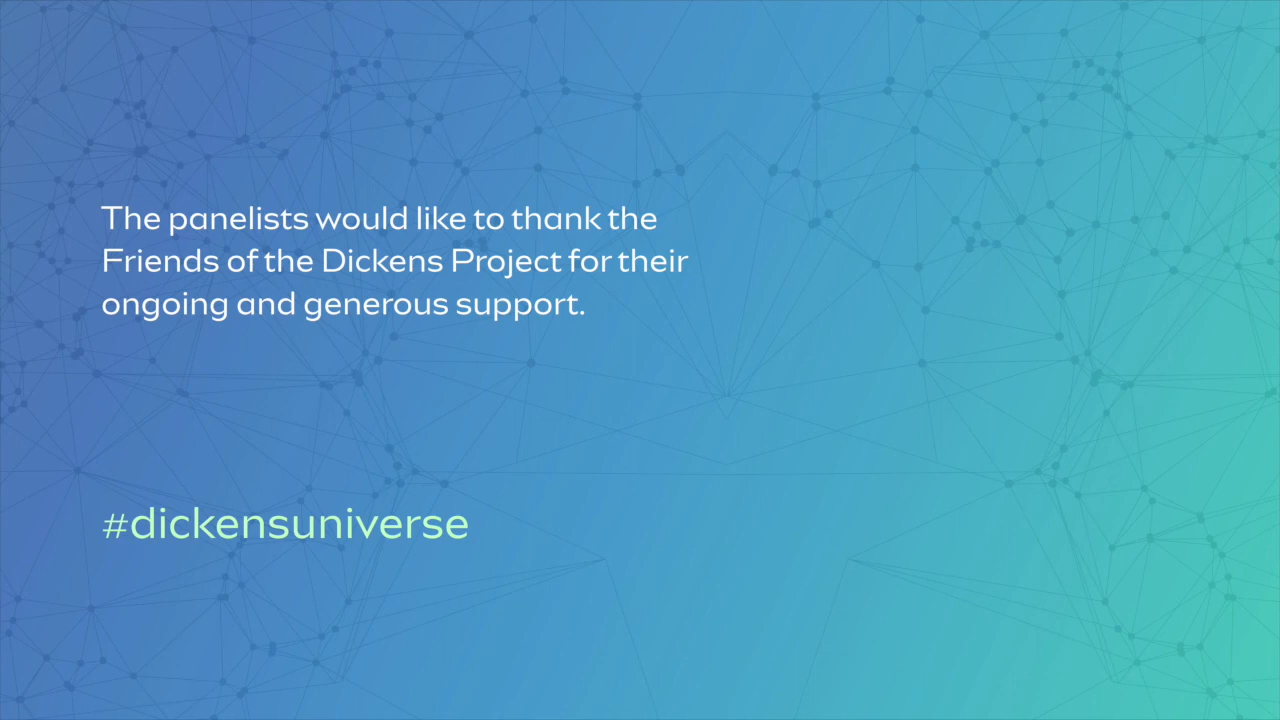 The panelists would like to thank the
Friends of the Dickens Project for their
ongoing and generous support.
#dickensuniverse